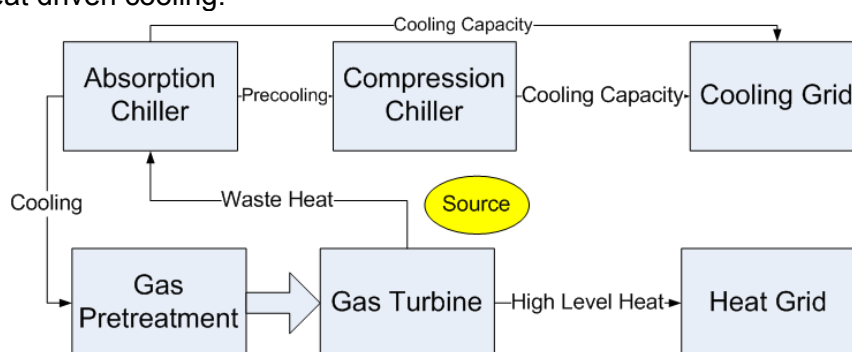 eat driven cooling.
Cooling Capacity
Absorption
Chiller
Precooling
Compression
Chiller
Cooling Capacity
Cooling Grid
Cooling
Waste Heat
Source
Gas
Pretreatment
Gas Turbine
High Level Heat
Heat Grid